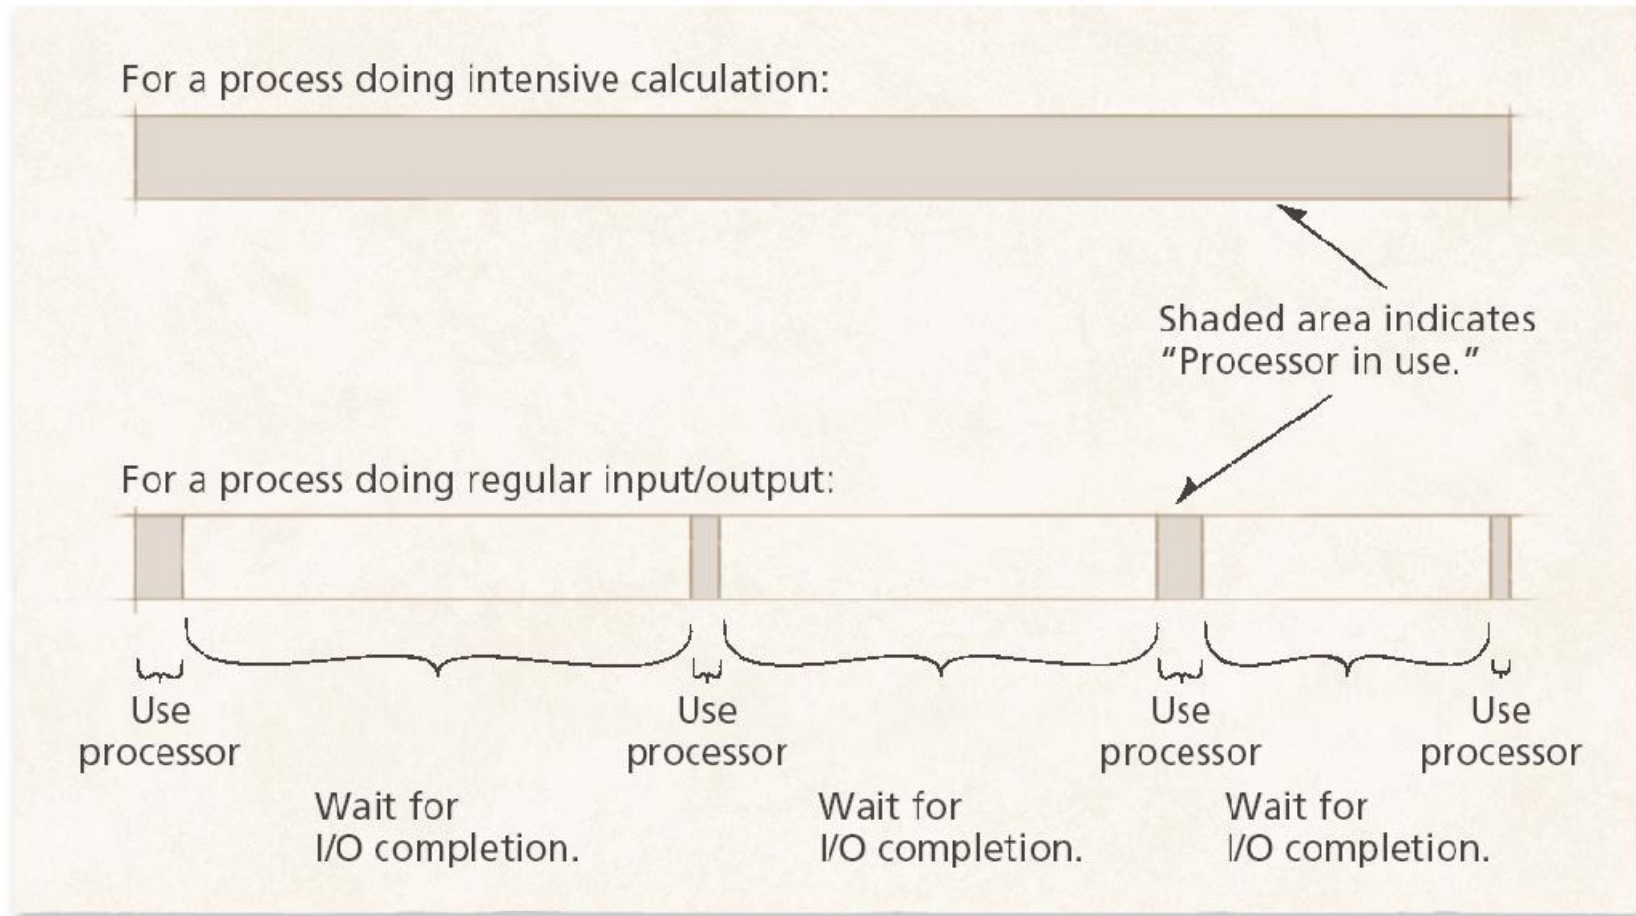 For a process doing intensive calculation:
Shaded area indicates
“Processor in use.”
For a process doing regular input/output:
Use
processor
Use
processor
Use
processor
Use
processor
Wait for
I/O completion.
Wait for
I/O completion.
Wait for
I/O completion.